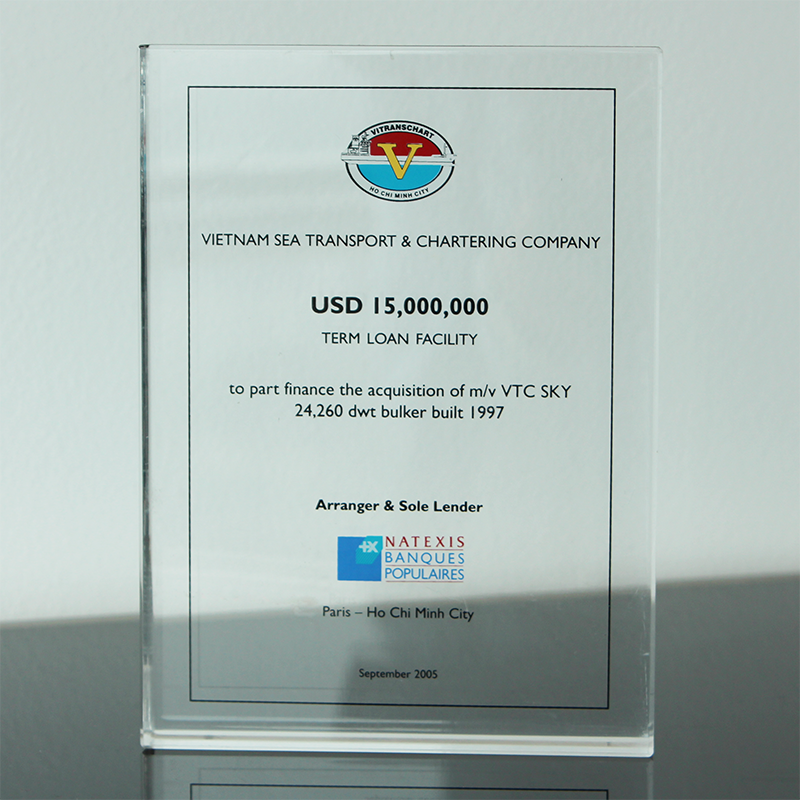 VITRANSCHART
V
HO CHI MINH CITY
VIETNAM SEA TRANSPORT & CHARTERING COMPANY
USD 15,000,000
TERM LOAN FACILITY
to part finance the acquisition of m/v VTC SKY
24,260 dwt bulker built 1997
Arranger & Sole Lender
NATEXIS
BANQUES
POPULAIRES
Paris – Ho Chi Minh City
September 2005